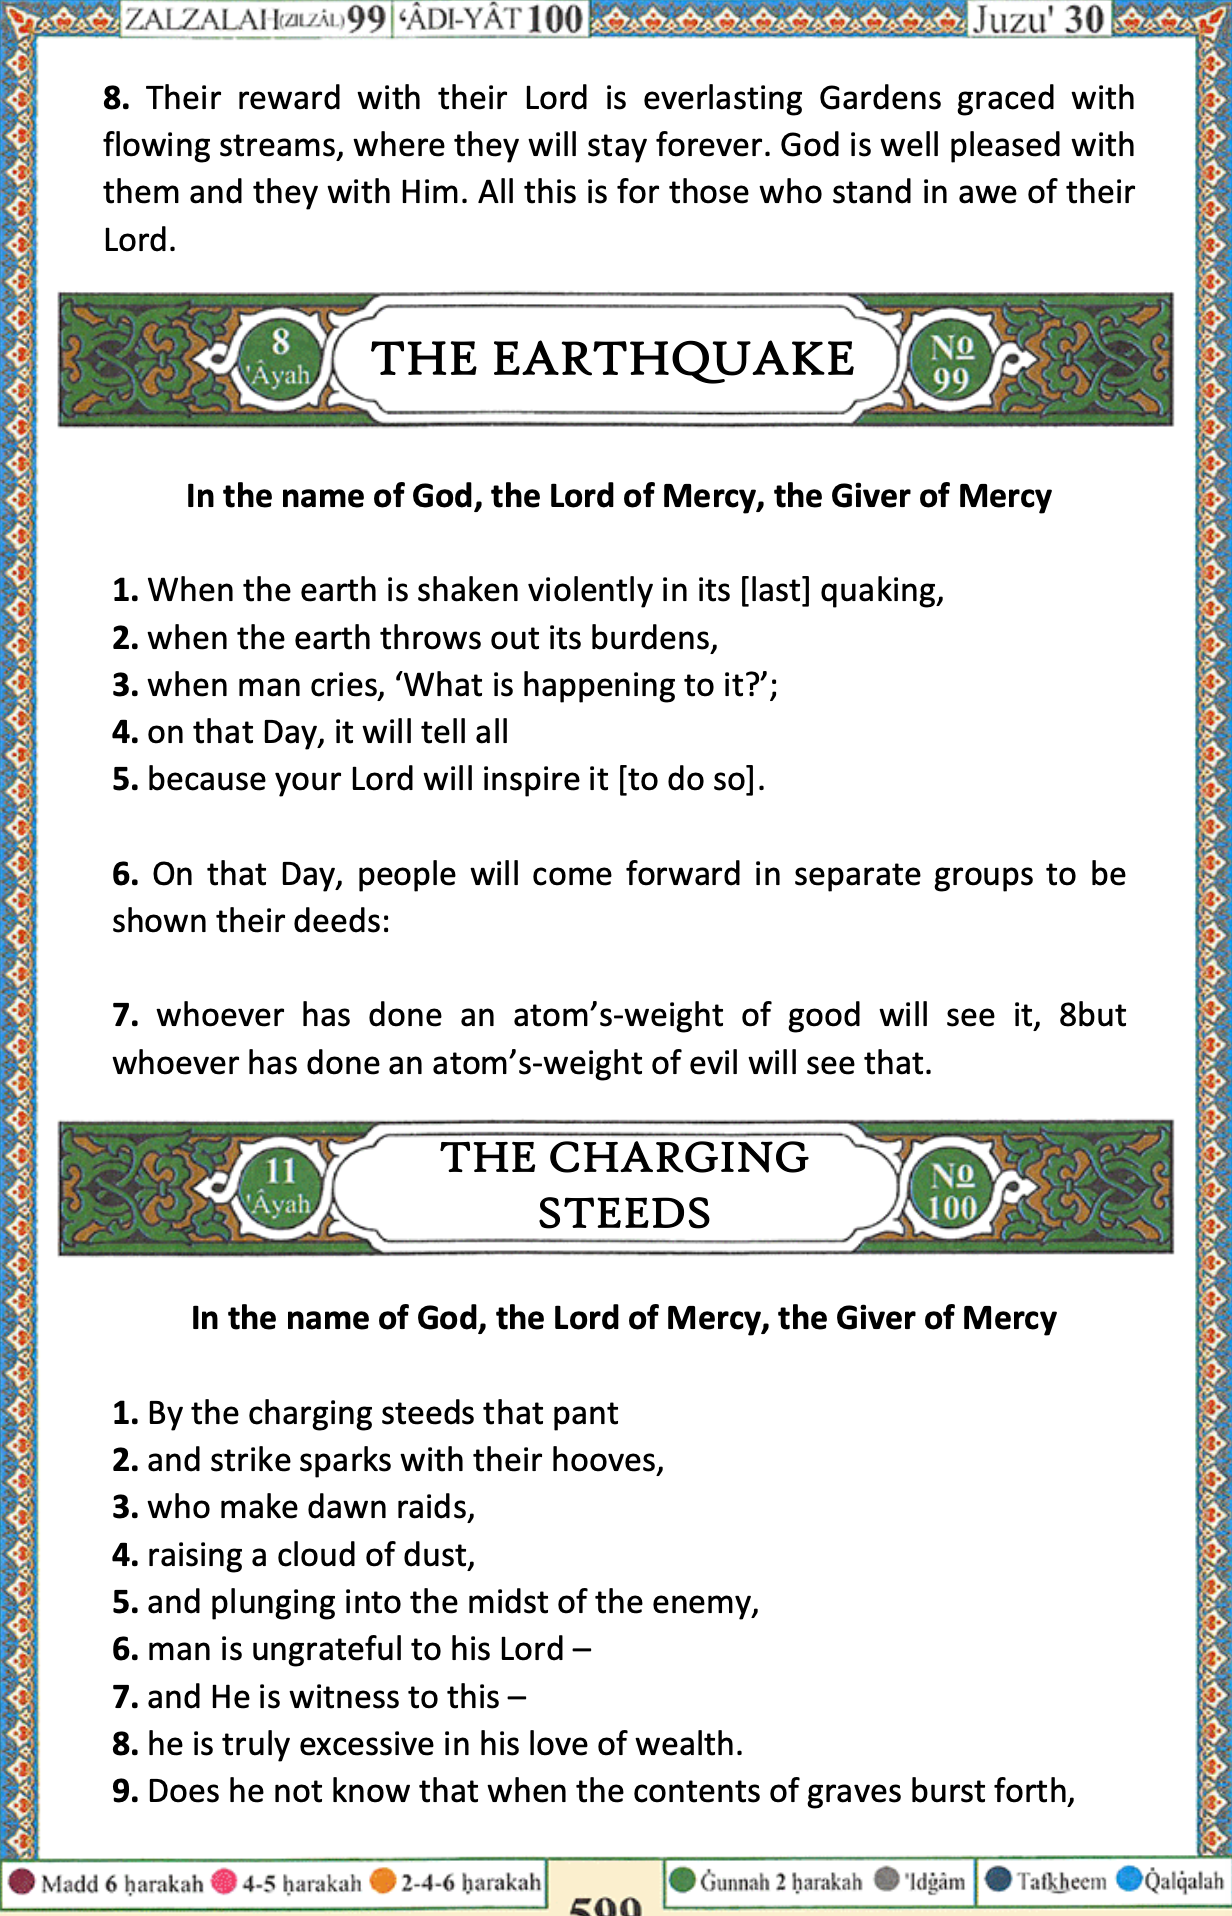 ZALZALAH(ZILZÂL) 99 ‘ÂDI-YÂT 100 Juzu' 30
8. Their reward with their Lord is everlasting Gardens graced with
flowing streams, where they will stay forever. God is well pleased with
them and they with Him. All this is for those who stand in awe of their
Lord.
8
'Âyah
THE EARTHQUAKE
No
99
In the name of God, the Lord of Mercy, the Giver of Mercy
1. When the earth is shaken violently in its [last] quaking,
2. when the earth throws out its burdens,
3. when man cries, ‘What is happening to it?’;
4. on that Day, it will tell all
5. because your Lord will inspire it [to do so].
6. On that Day, people will come forward in separate groups to be
shown their deeds:
7. whoever has done an atom’s-weight of good will see it, 8but
whoever has done an atom’s-weight of evil will see that.
11
'Âyah
THE CHARGING
STEEDS
No
100
In the name of God, the Lord of Mercy, the Giver of Mercy
1. By the charging steeds that pant
2. and strike sparks with their hooves,
3. who make dawn raids,
4. raising a cloud of dust,
5. and plunging into the midst of the enemy,
6. man is ungrateful to his Lord –
7. and He is witness to this –
8. he is truly excessive in his love of wealth.
9. Does he not know that when the contents of graves burst forth,
Madd 6 ḥarakah 4-5 ḥarakah 2-4-6 ḥarakah 599 Ġunnah 2 ḥarakah 'Idġâm Tafkheem Q̇alq̇alah